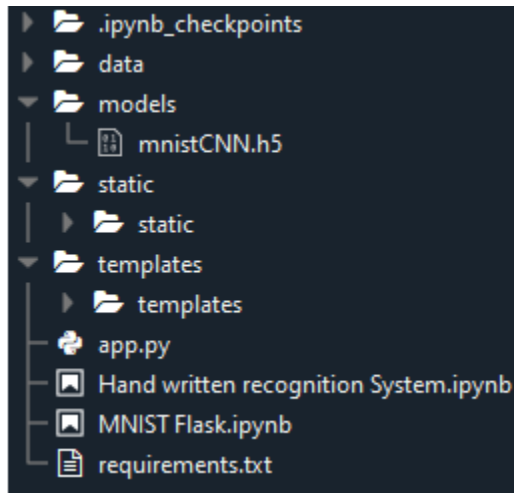 .ipynb_checkpoints
data
models
mnistCNN.h5
static
static
templates
templates
app.py
Hand written recognition System.ipynb
MNIST Flask.ipynb
requirements.txt